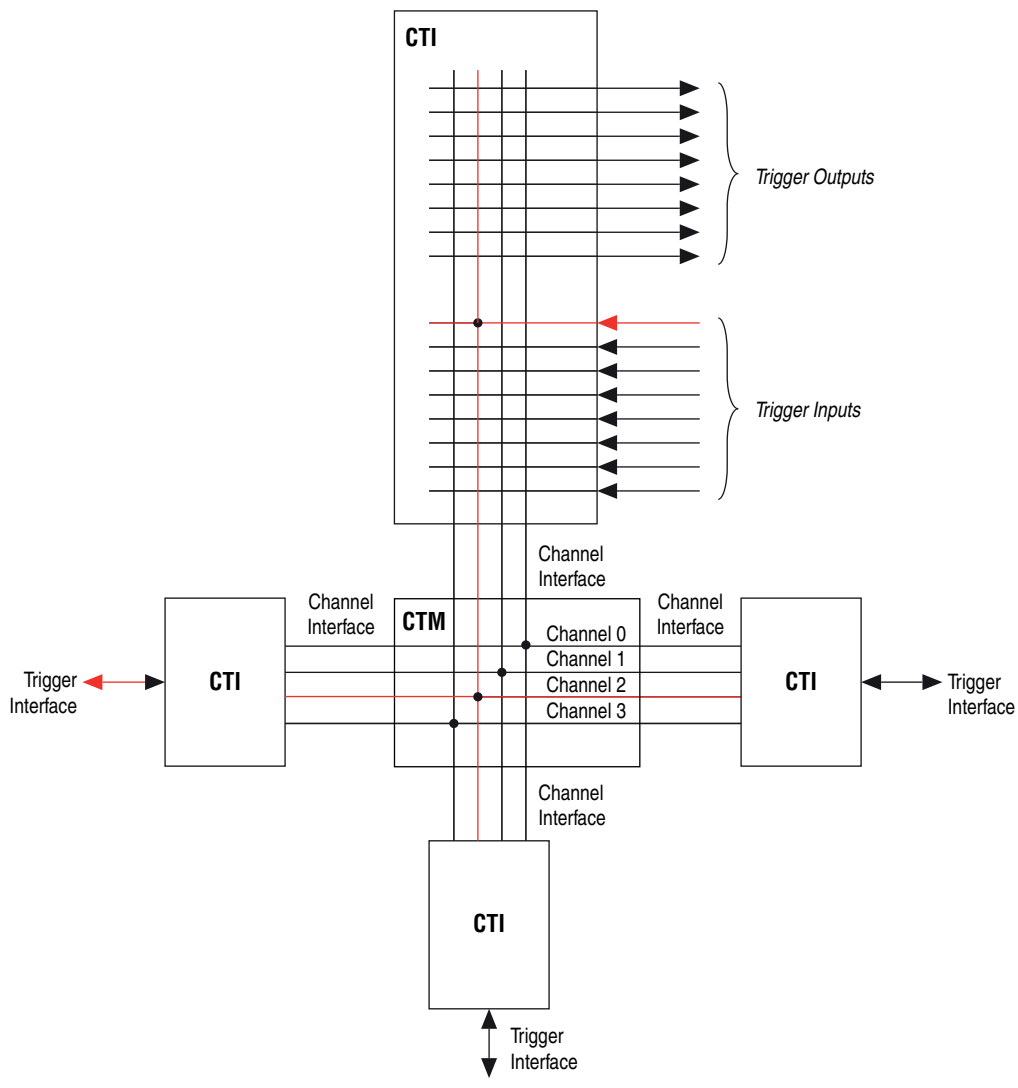 CTI
Trigger Outputs
Trigger Inputs
Channel
Interface
Channel
Interface
CTM
Channel
Interface
Channel 0
Channel 1
Channel 2
Channel 3
Trigger
Interface
CTI
CTI
Trigger
Interface
Channel
Interface
CTI
Trigger
Interface